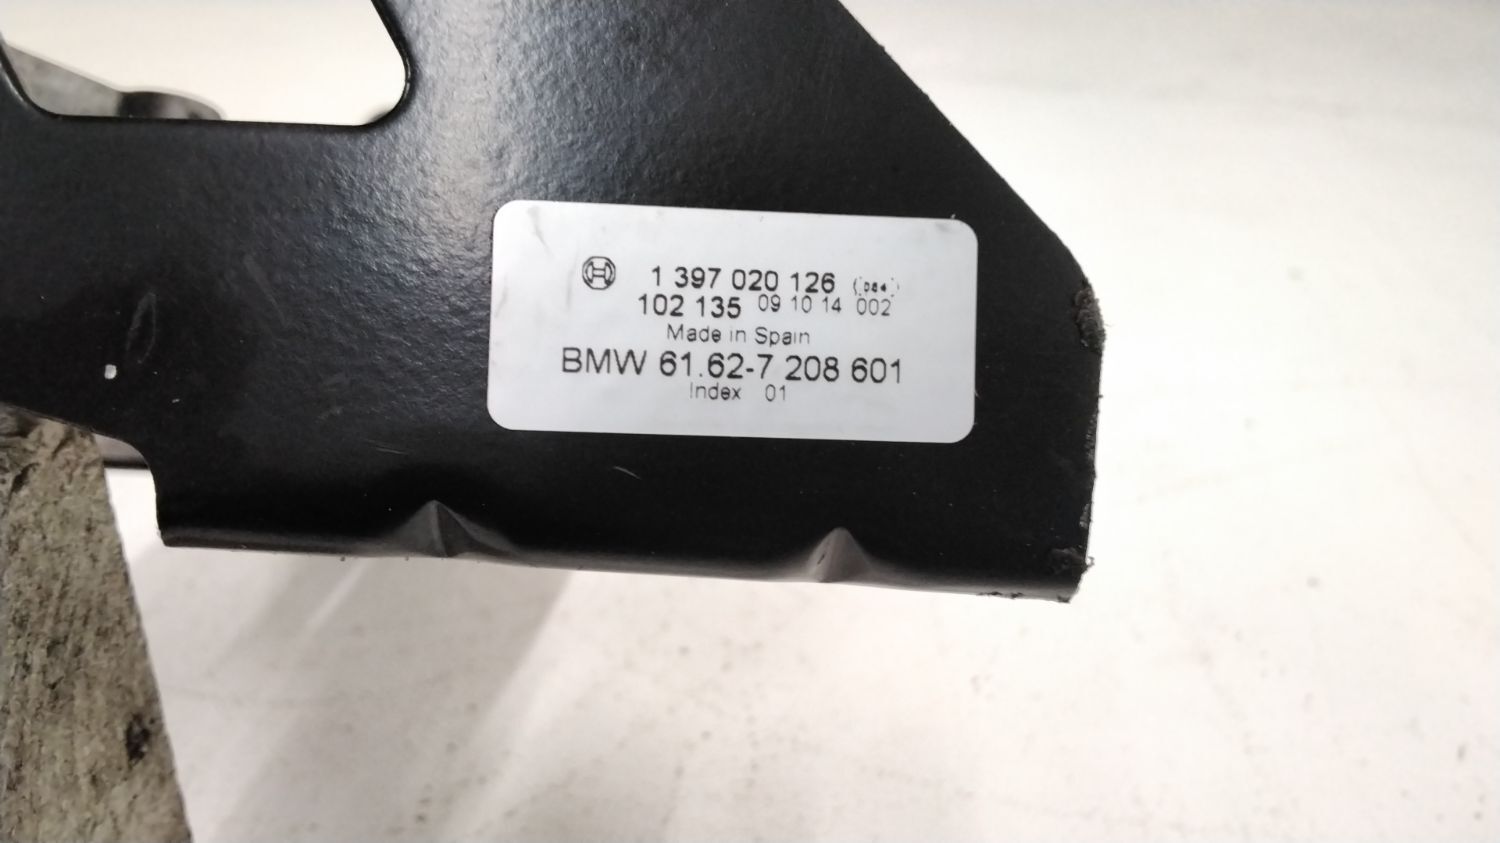 1 397 020 126
102 135 09 10 14 002
Made in Spain
BMW 61.62-7 208 601
Index 01